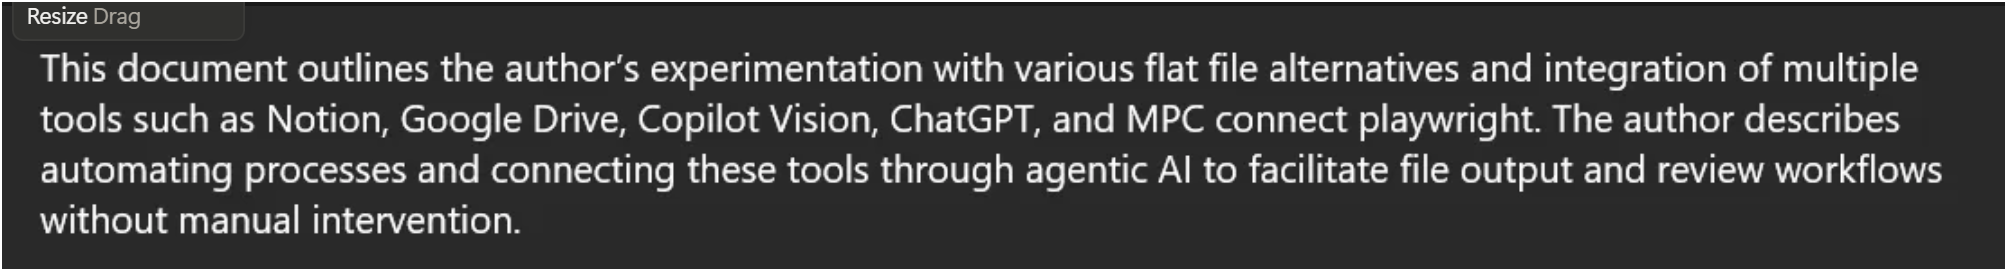 Resize Drag
This document outlines the author’s experimentation with various flat file alternatives and integration of multiple
tools such as Notion, Google Drive, Copilot Vision, ChatGPT, and MPC connect playwright. The author describes
automating processes and connecting these tools through agentic AI to facilitate file output and review workflows
without manual intervention.